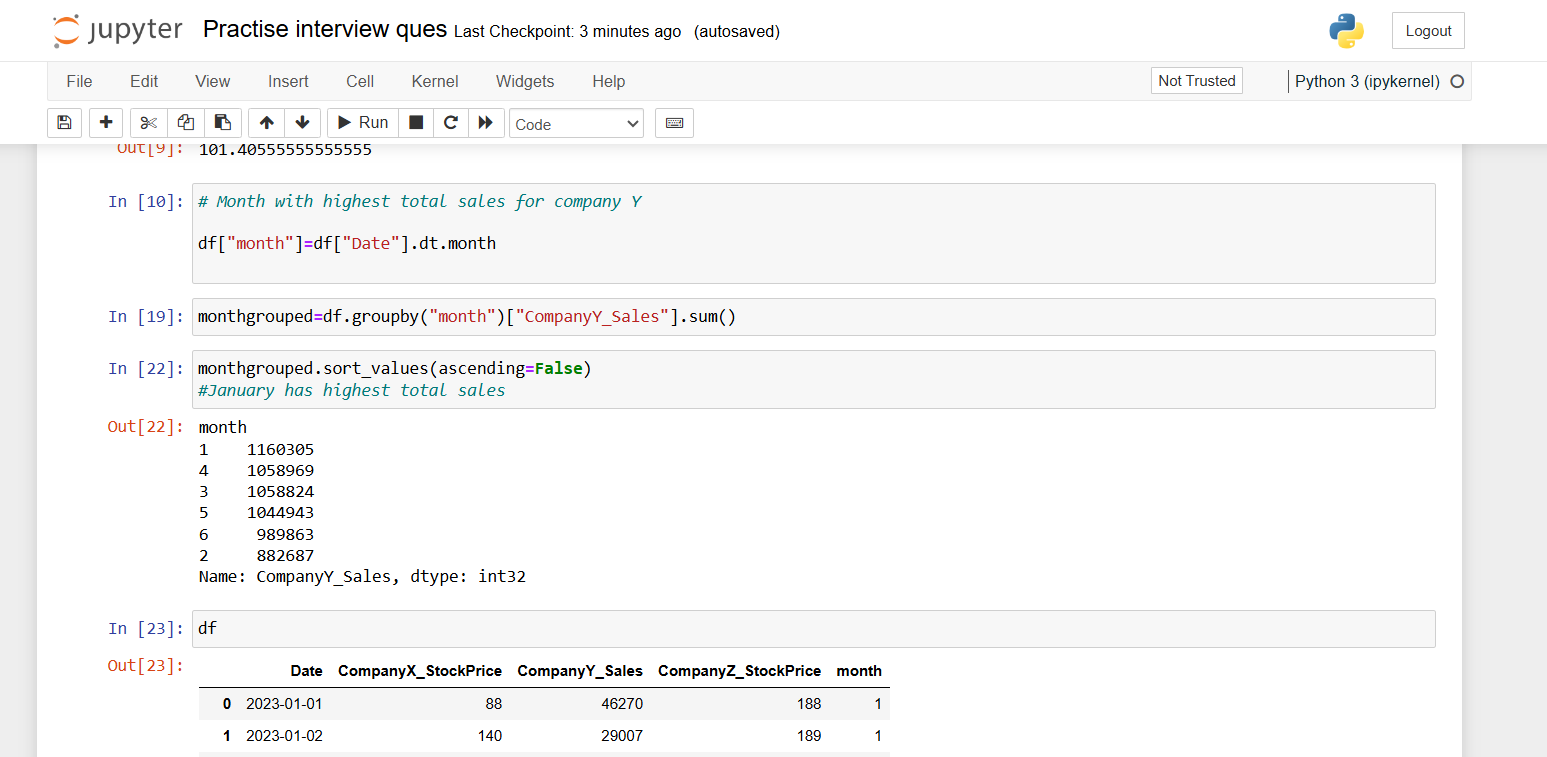 jupyter Practise interview ques Last Checkpoint: 3 minutes ago (autosaved) Logout
File Edit View Insert Cell Kernel Widgets Help Not Trusted Python 3 (ipykernel)
Run Code
Out[9]: 101.40555555555555
In [10]: # Month with highest total sales for company Y
df["month"]=df["Date"].dt.month
In [19]: monthgrouped=df.groupby("month")["CompanyY_Sales"].sum()
In [22]: monthgrouped.sort_values(ascending=False)
#January has highest total sales
Out[22]: month
1 1160305
4 1058969
3 1058824
5 1044943
6 989863
2 882687
Name: CompanyY_Sales, dtype: int32
In [23]: df
Out[23]:
Date CompanyX_StockPrice CompanyY_Sales CompanyZ_StockPrice month
0 2023-01-01 88 46270 188 1
1 2023-01-02 140 29007 189 1